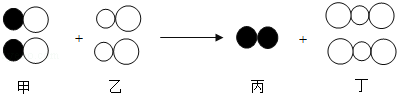 + +
甲 乙 丙 丁